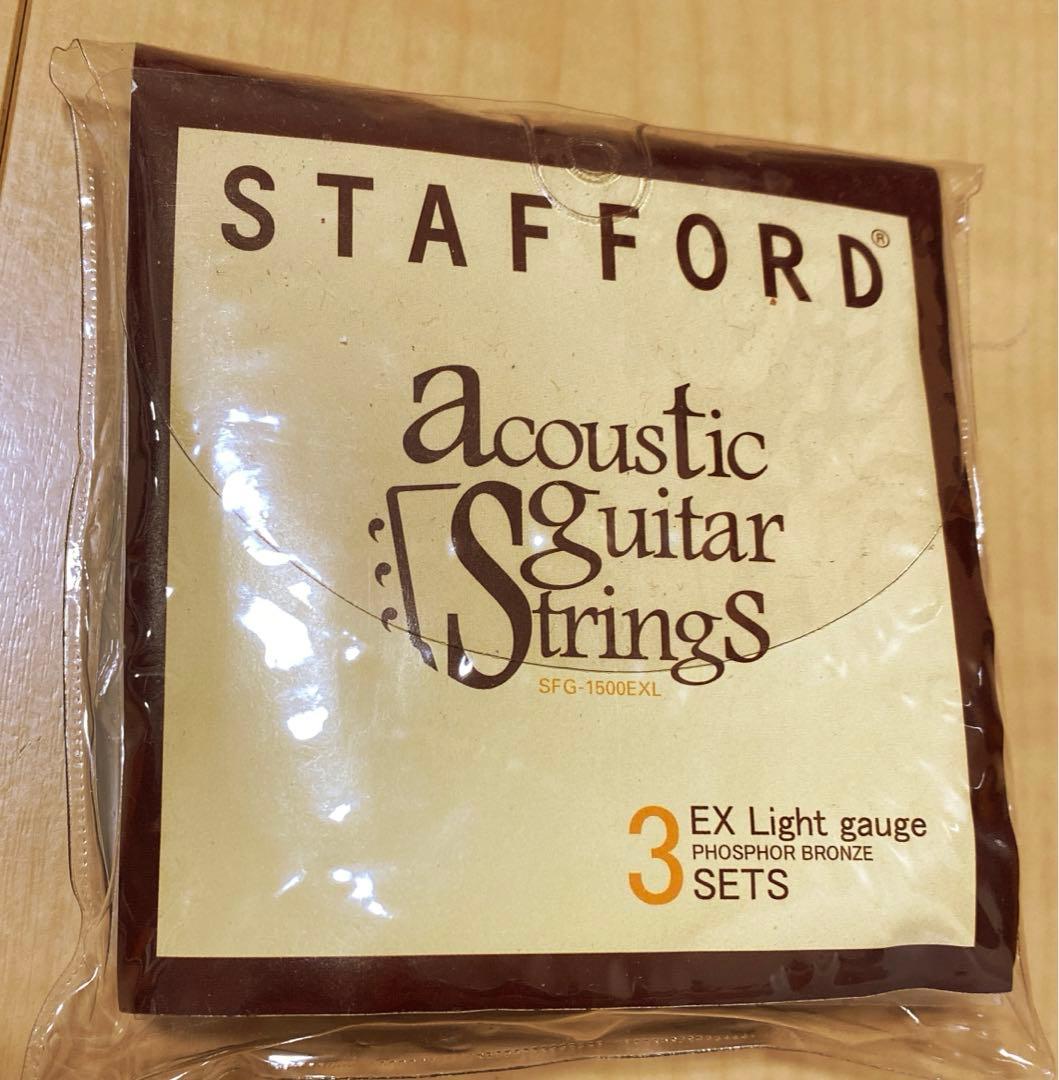 STAFFORD®
acoustic
guitar
Strings
SFG-1500EXL
3 EX Light gauge
PHOSPHOR BRONZE
SETS